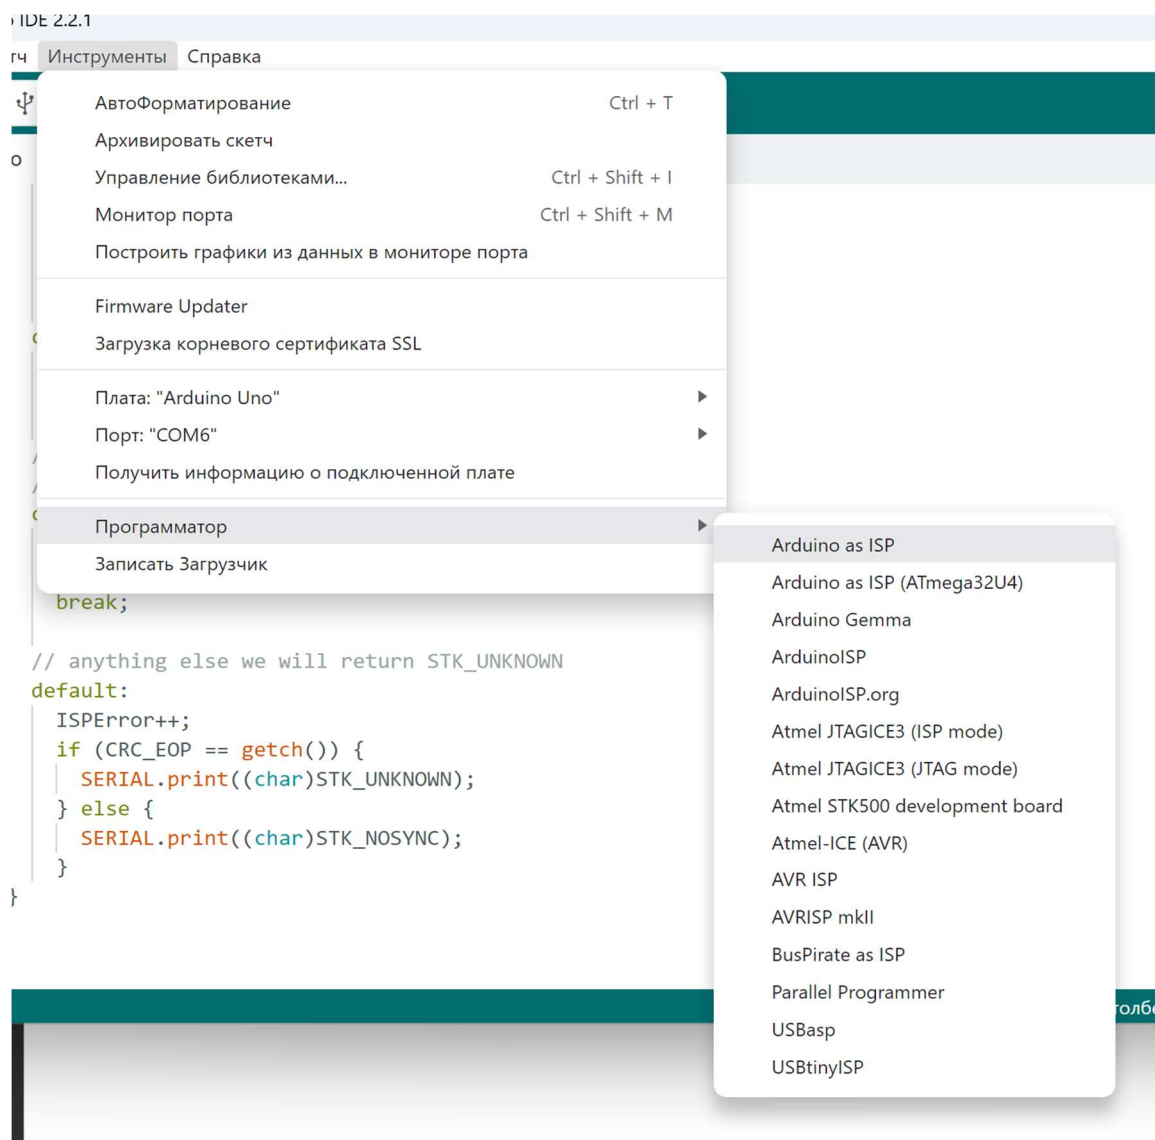 IDE 2.2.1
Инструменты Справка
АвтоФорматирование Ctrl + T
Архивировать скетч
Управление библиотеками... Ctrl + Shift + I
Монитор порта Ctrl + Shift + M
Построить графики из данных в мониторе порта
Firmware Updater
Загрузка корневого сертификата SSL
Плата: "Arduino Uno"
Порт: "COM6"
Получить информацию о подключенной плате
Программатор
Записать Загрузчик
Arduino as ISP
Arduino as ISP (ATmega32U4)
Arduino Gemma
ArduinoISP
ArduinoISP.org
Atmel JTAGICE3 (ISP mode)
Atmel JTAGICE3 (JTAG mode)
Atmel STK500 development board
Atmel-ICE (AVR)
AVR ISP
AVRISP mkII
BusPirate as ISP
Parallel Programmer
USBasp
USBtinyISP
break;
// anything else we will return STK_UNKNOWN
default:
ISPError++;
if (CRC_EOP == getch()) {
SERIAL.print((char)STK_UNKNOWN);
} else {
SERIAL.print((char)STK_NOSYNC);
}
}